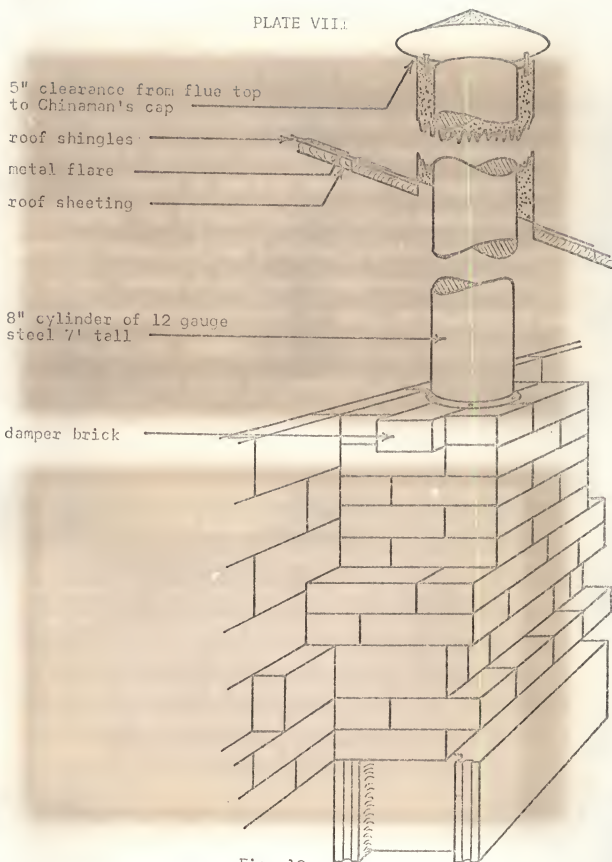 PLATE VIII
5" clearance from flue top
to Chinaman's cap
roof shingles
metal flare
roof sheeting
8" cylinder of 12 gauge
steel 7' tall
damper brick